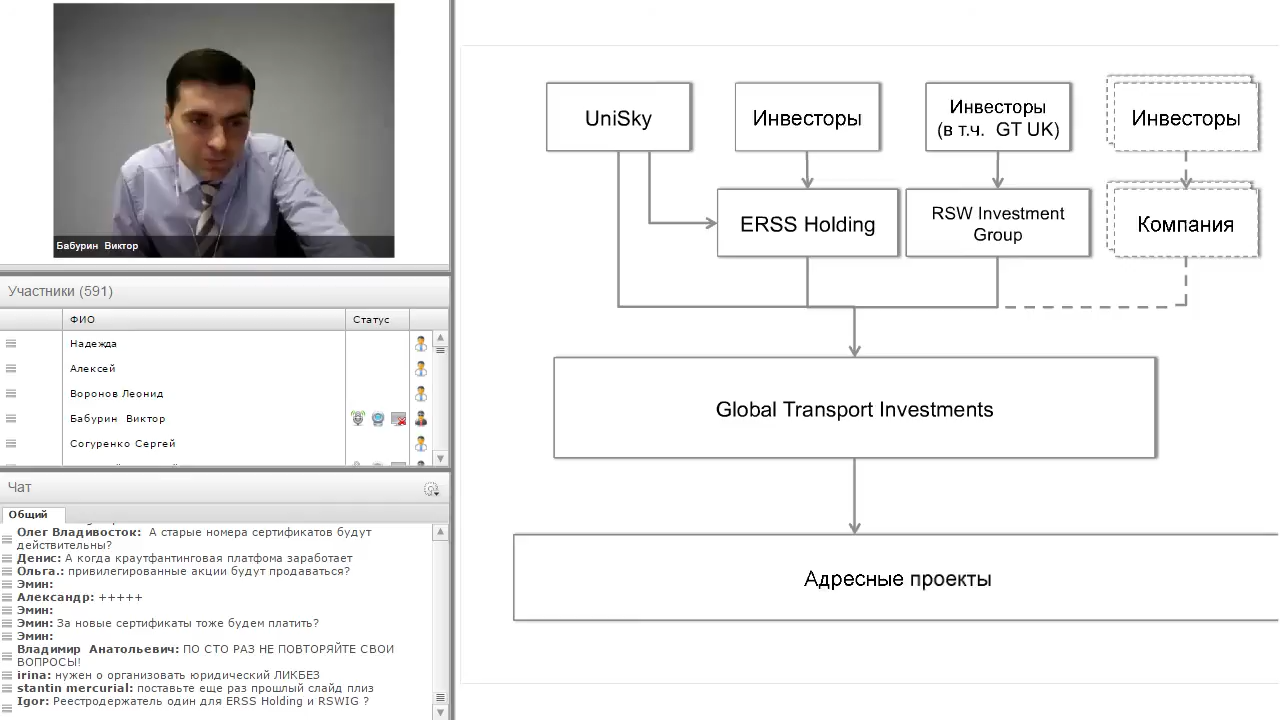 Бабурин Виктор
Участники (591)
ФИО Статус
Надежда
Алексей
Воронов Леонид
Бабурин Виктор
Согуренко Сергей
Чат
Общий
Олег Владивосток: А старые номера сертификатов будут
действительны?
Денис: А когда краутфантинговая платфома заработает
Ольга.: привилегированные акции будут продаваться?
Эмин:
Александр: +++++
Эмин:
Эмин: За новые сертификаты тоже будем платить?
Эмин:
Владимир Анатольевич: ПО СТО РАЗ НЕ ПОВТОРЯЙТЕ СВОИ
ВОПРОСЫ!
irina: нужен о организовать юридический ЛИКБЕЗ
stantin mercurial: поставьте еще раз прошлый слайд плиз
Igor: Реестродержатель один для ERSS Holding и RSWIG ?
UniSky
Инвесторы
Инвесторы
(в т.ч. GT UK)
Инвесторы
ERSS Holding
RSW Investment
Group
Компания
Global Transport Investments
Адресные проекты